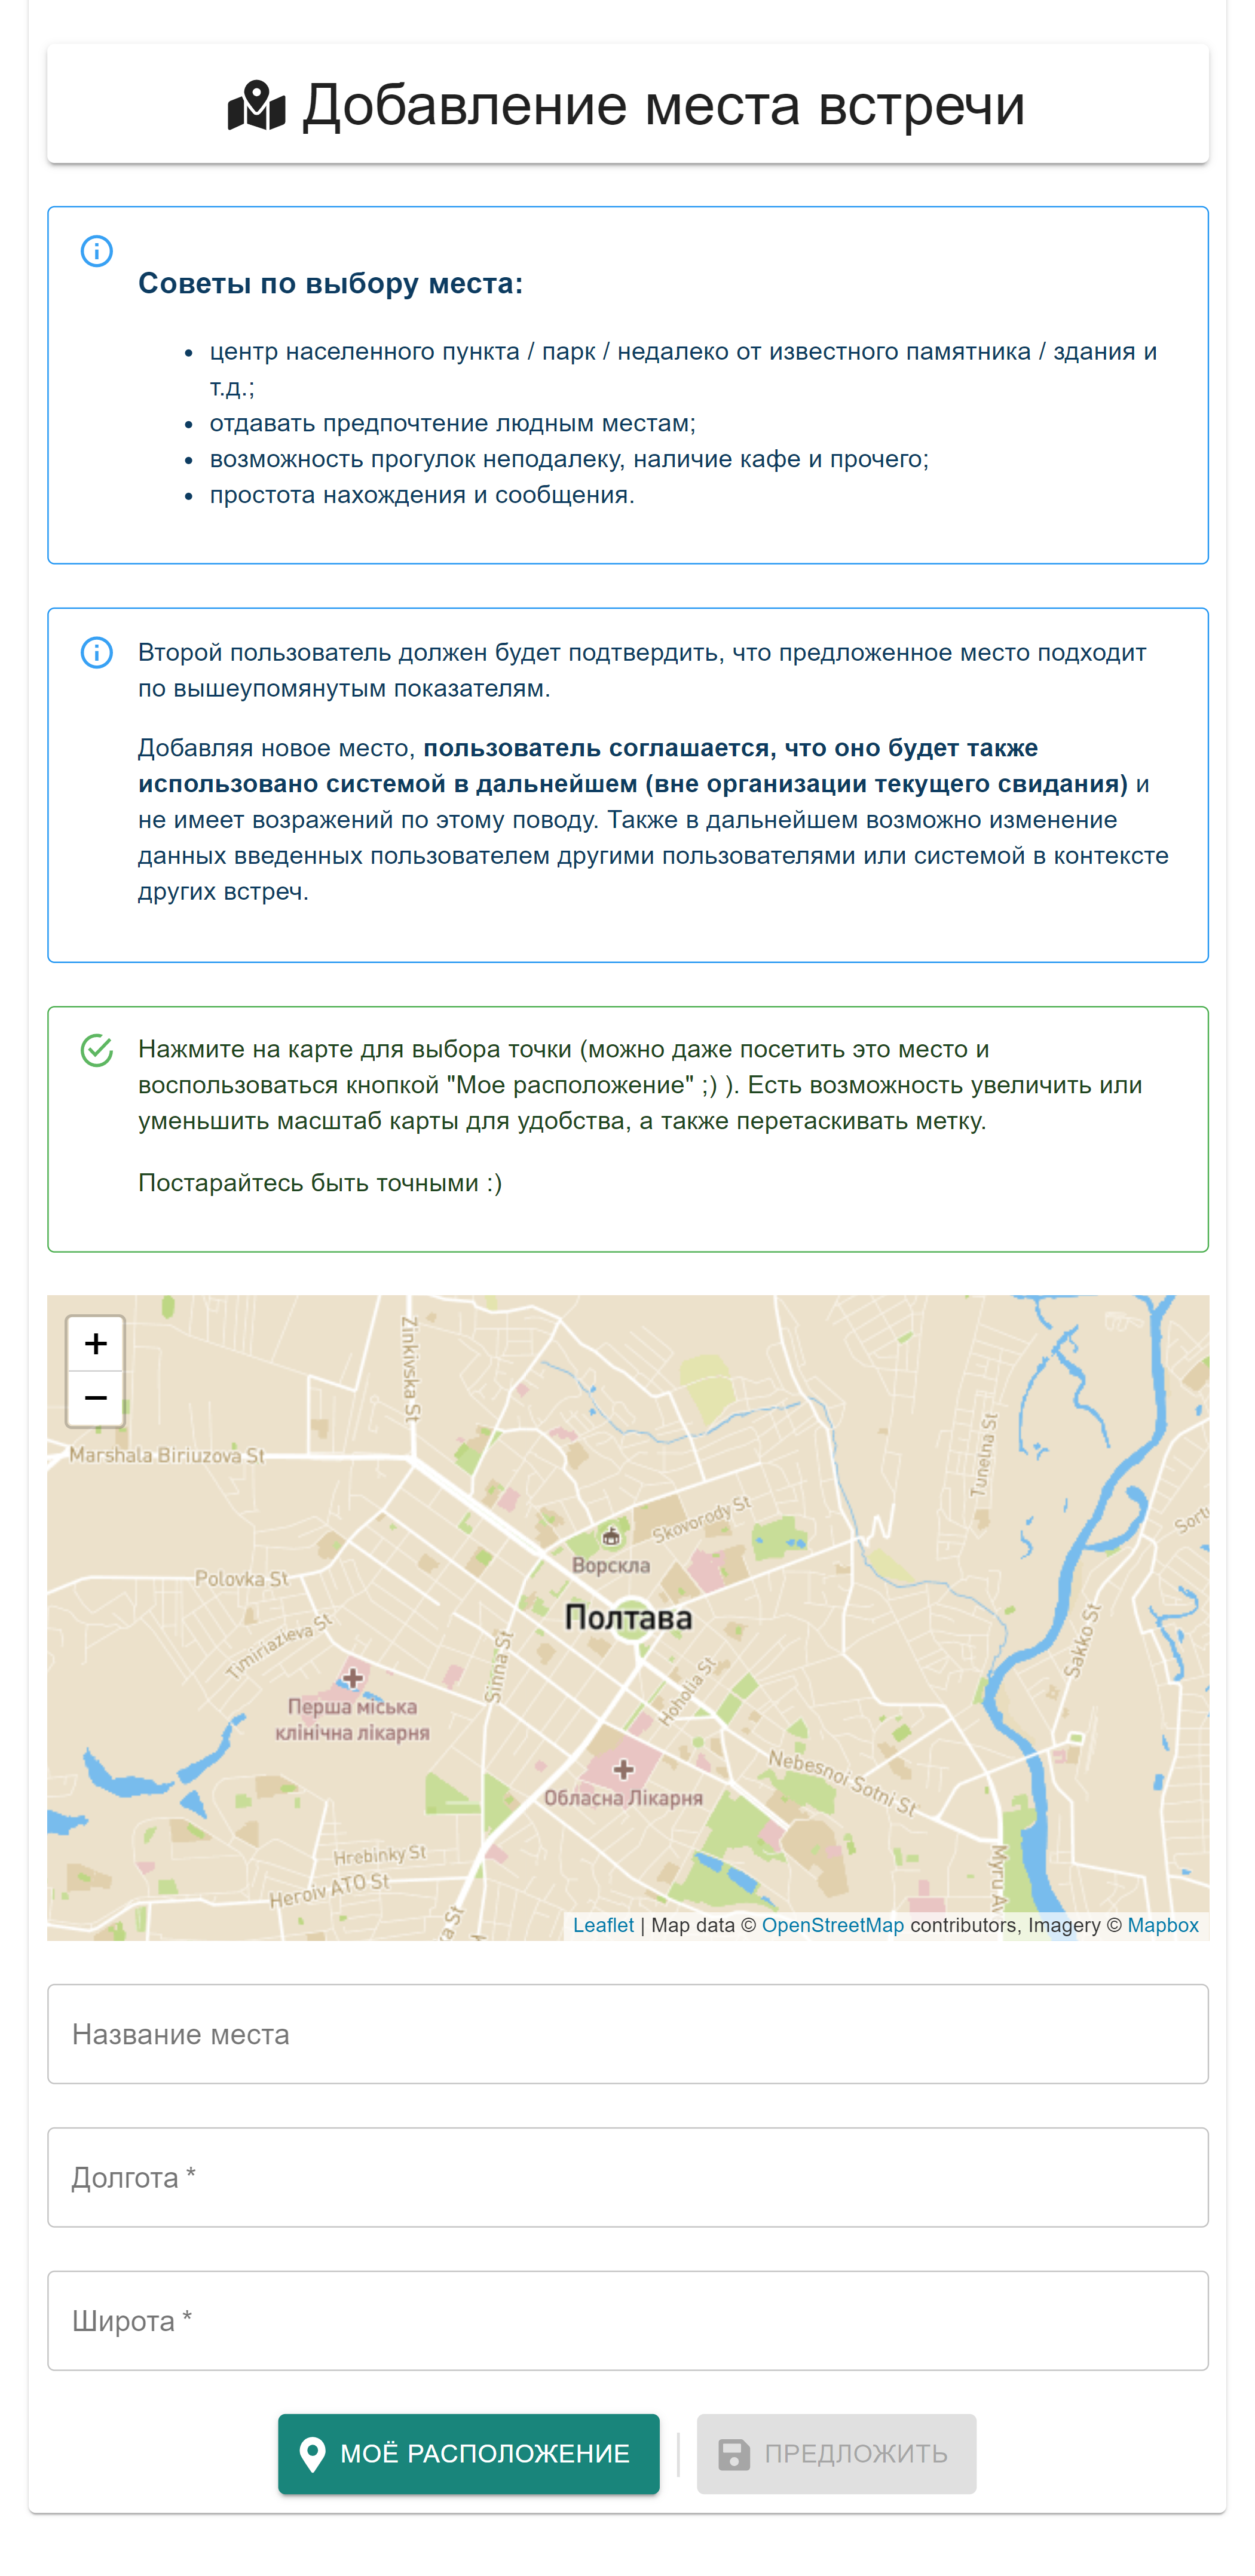 Добавление места встречи
Советы по выбору места:
центр населенного пункта / парк / недалеко от известного памятника / здания и
т.д.;
отдавать предпочтение людным местам;
возможность прогулок неподалеку, наличие кафе и прочего;
простота нахождения и сообщения.
Второй пользователь должен будет подтвердить, что предложенное место подходит
по вышеупомянутым показателям.
Добавляя новое место, пользователь соглашается, что оно будет также
использовано системой в дальнейшем (вне организации текущего свидания) и
не имеет возражений по этому поводу. Также в дальнейшем возможно изменение
данных введенных пользователем другими пользователями или системой в контексте
других встреч.
Нажмите на карте для выбора точки (можно даже посетить это место и
воспользоваться кнопкой "Мое расположение" ;) ). Есть возможность увеличить или
уменьшить масштаб карты для удобства, а также перетаскивать метку.
Постарайтесь быть точными :)
+
−
Zinkivska St
Marshala Biriuzova St
Tunelna St
Skovorody St
Ворскла
Polovka St
Полтава
Timiriazieva St
Sinna St
Sakko St
Hoholia St
Перша міська
клінічна лікарня
Nebesnoi Sotni St
Обласна Лікарня
Hrebinky St
Heroiv ATO St
Leaflet | Map data © OpenStreetMap contributors, Imagery © Mapbox
Название места
Долгота *
Широта *
МОЁ РАСПОЛОЖЕНИЕ
ПРЕДЛОЖИТЬ